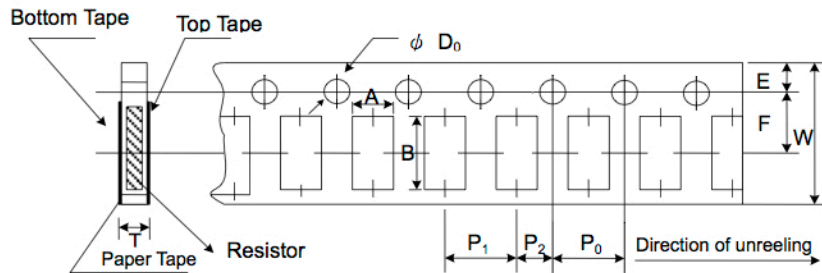 Bottom Tape
Top Tape
ϕ D₀
A
E
F
W
B
T
Paper Tape
Resistor
P₁
P₂
P₀
Direction of unreeling